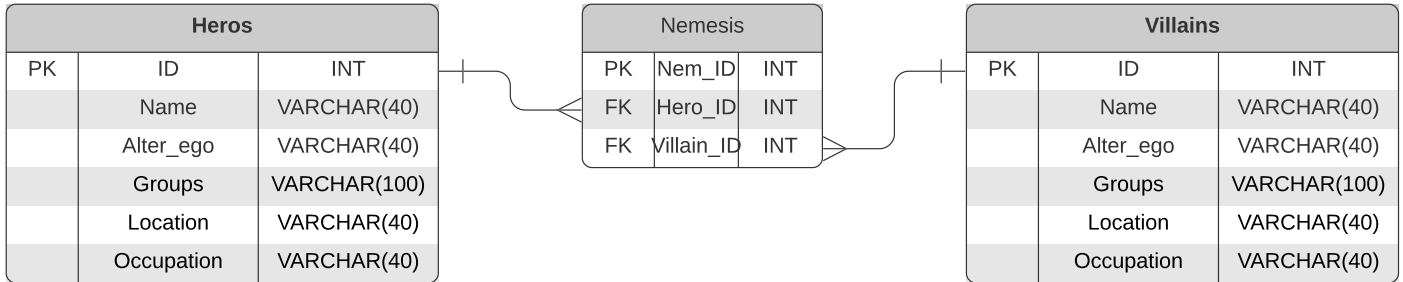 Heros
PK ID INT
Name VARCHAR(40)
Alter_ego VARCHAR(40)
Groups VARCHAR(100)
Location VARCHAR(40)
Occupation VARCHAR(40)
Nemesis
PK Nem_ID INT
FK Hero_ID INT
FK Villain_ID INT
Villains
PK ID INT
Name VARCHAR(40)
Alter_ego VARCHAR(40)
Groups VARCHAR(100)
Location VARCHAR(40)
Occupation VARCHAR(40)